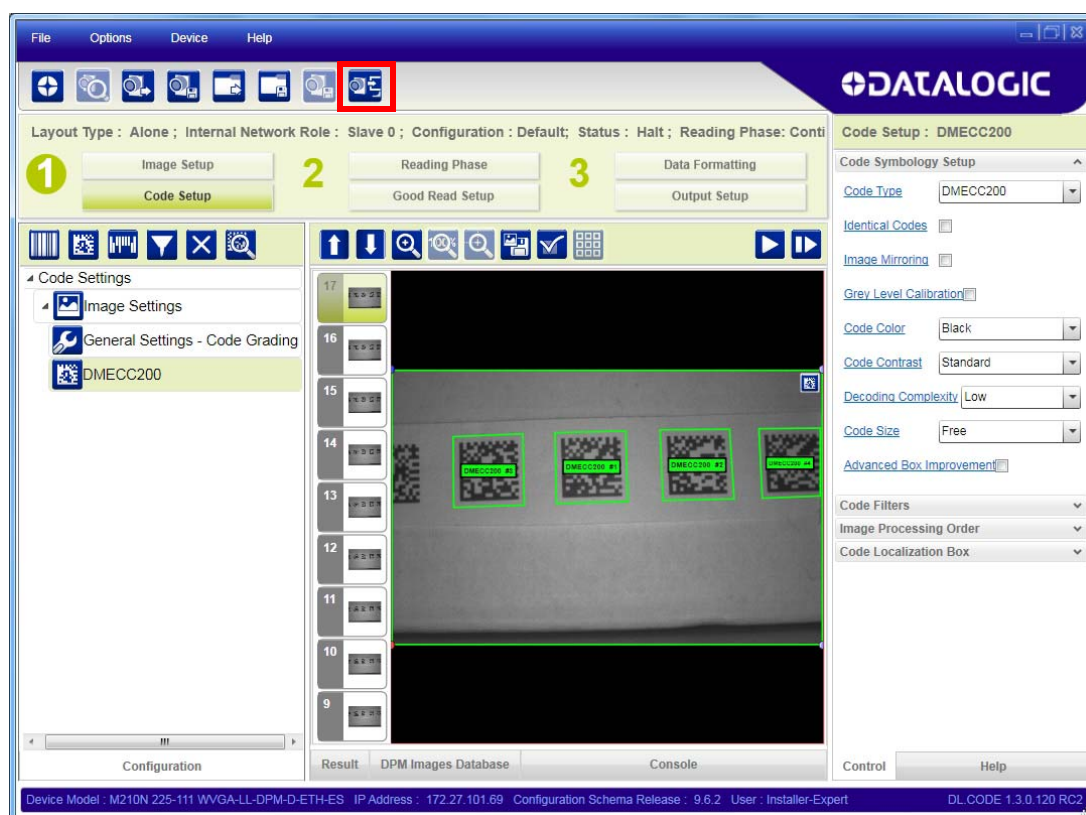 File Options Device Help
DATALOGIC
Layout Type : Alone ; Internal Network Role : Slave 0 ; Configuration : Default; Status : Halt ; Reading Phase: Conti
Code Setup : DMECC200
1 Image Setup 2 Reading Phase 3 Data Formatting
Code Setup Good Read Setup Output Setup
Code Settings
Image Settings
General Settings - Code Grading
DMECC200
100%
17
16
15
14
13
12
11
10
9
DMECC200 #1
DMECC200 #2
DMECC200 #4
Code Symbology Setup
Code Type DMECC200
Identical Codes
Image Mirroring
Grey Level Calibration
Code Color Black
Code Contrast Standard
Decoding Complexity Low
Code Size Free
Advanced Box Improvement
Code Filters
Image Processing Order
Code Localization Box
Configuration
Result DPM Images Database Console
Control Help
Device Model : M210N 225-111 WVGA-LL-DPM-D-ETH-ES IP Address : 172.27.101.69 Configuration Schema Release : 9.6.2 User : Installer-Expert DL.CODE 1.3.0.120 RC2